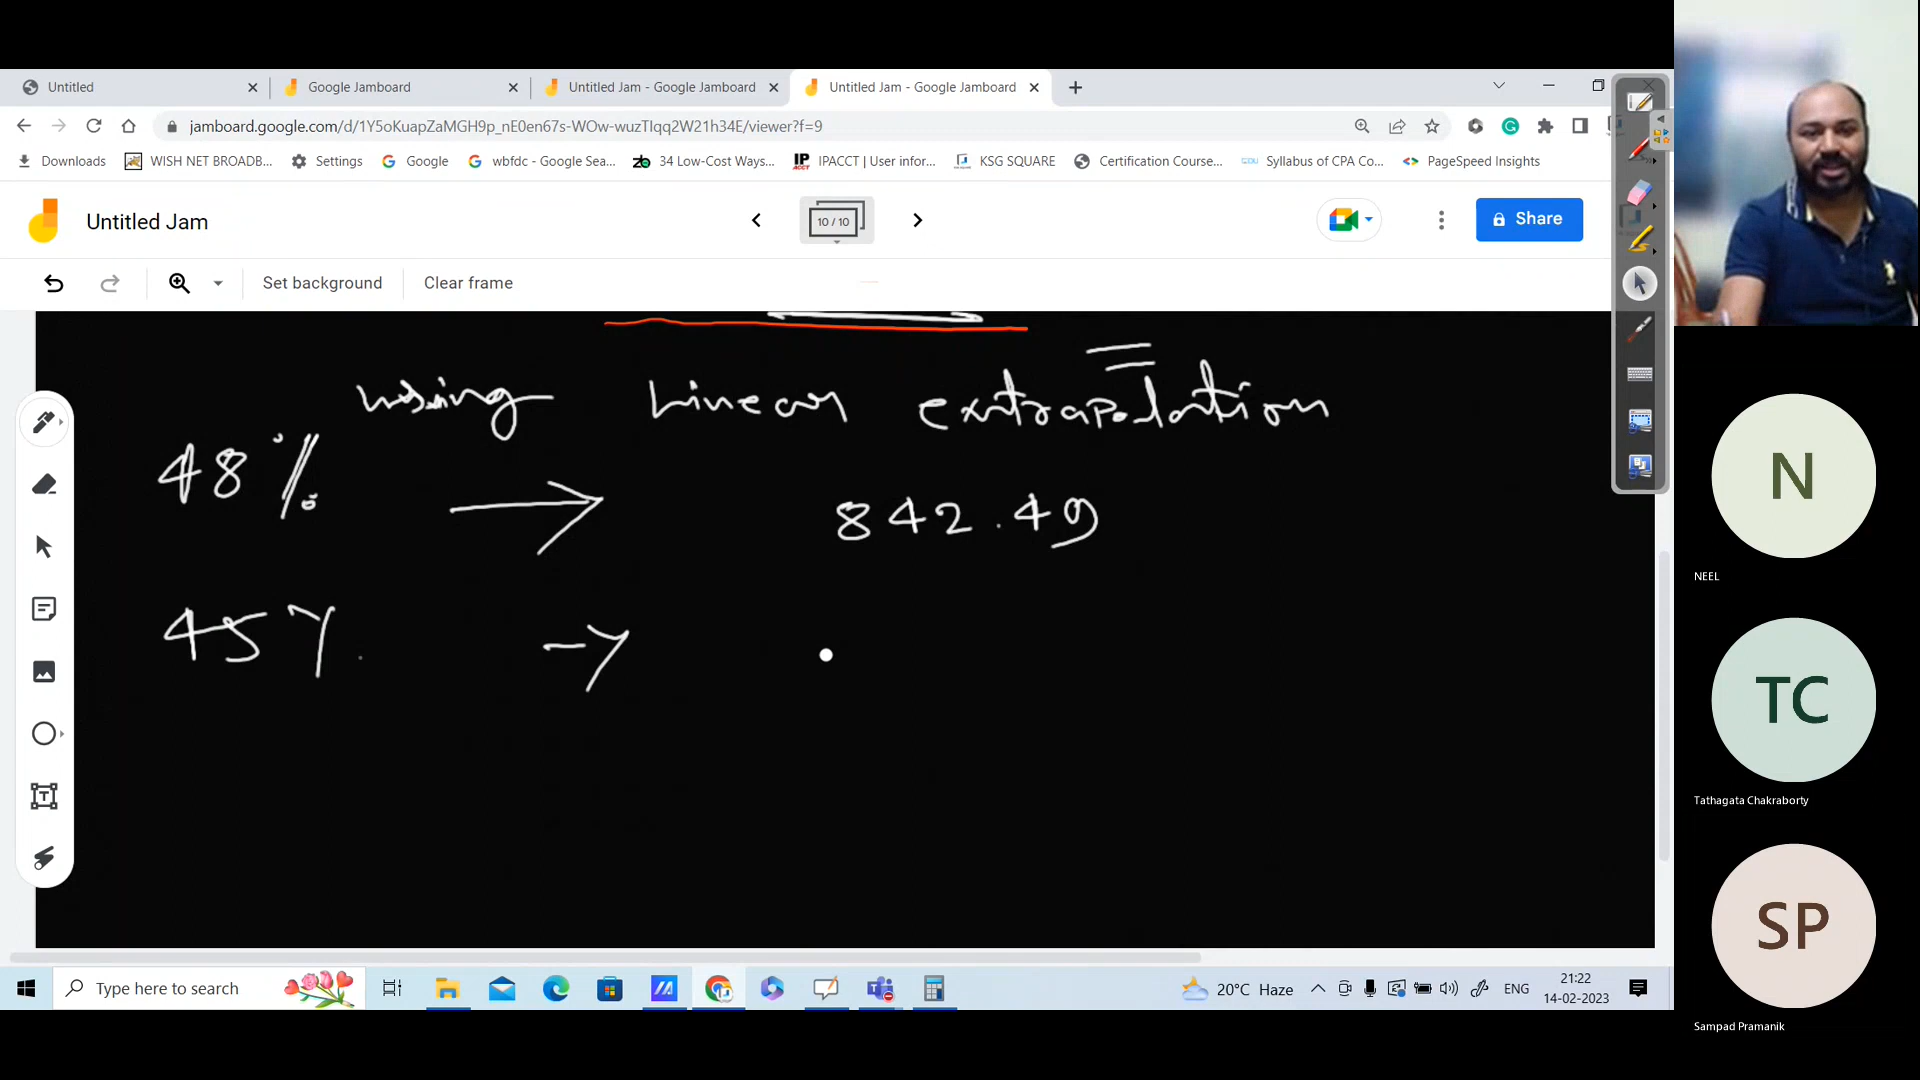 Untitled
Google Jamboard
Untitled Jam - Google Jamboard
Untitled Jam - Google Jamboard
jamboard.google.com/d/1Y5oKuapZaMGH9p_nE0en67s-WOw-wuzTIqq2W21h34E/viewer?f=9
Downloads
WISH NET BROADB...
Settings
Google
wbfdc - Google Sea...
34 Low-Cost Ways...
IPACCT | User infor...
KSG SQUARE
Certification Course...
Syllabus of CPA Co...
PageSpeed Insights
Untitled Jam
10 / 10
Share
Set background
Clear frame
using Linear extrapolation
48% → 842.49
45% →
N
NEEL
TC
Tathagata Chakraborty
SP
Sampad Pramanik
Type here to search
20°C Haze
ENG
21:22
14-02-2023